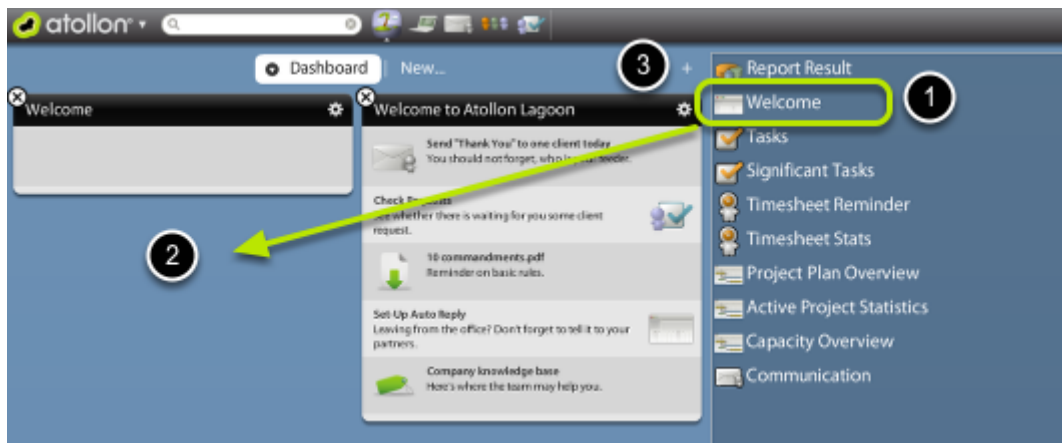 atollon
Dashboard New... 3 +
Welcome
Welcome to Atollon Lagoon
Send "Thank You" to one client today
You should not forget, who is your feeder.
Check Requests
See whether there is waiting for you some client
request.
10 commandments.pdf
Reminder on basic rules.
Set-Up Auto Reply
Leaving from the office? Don't forget to tell it to your
partners.
Company knowledge base
Here's where the team may help you.
2
Report Result
Welcome 1
Tasks
Significant Tasks
Timesheet Reminder
Timesheet Stats
Project Plan Overview
Active Project Statistics
Capacity Overview
Communication